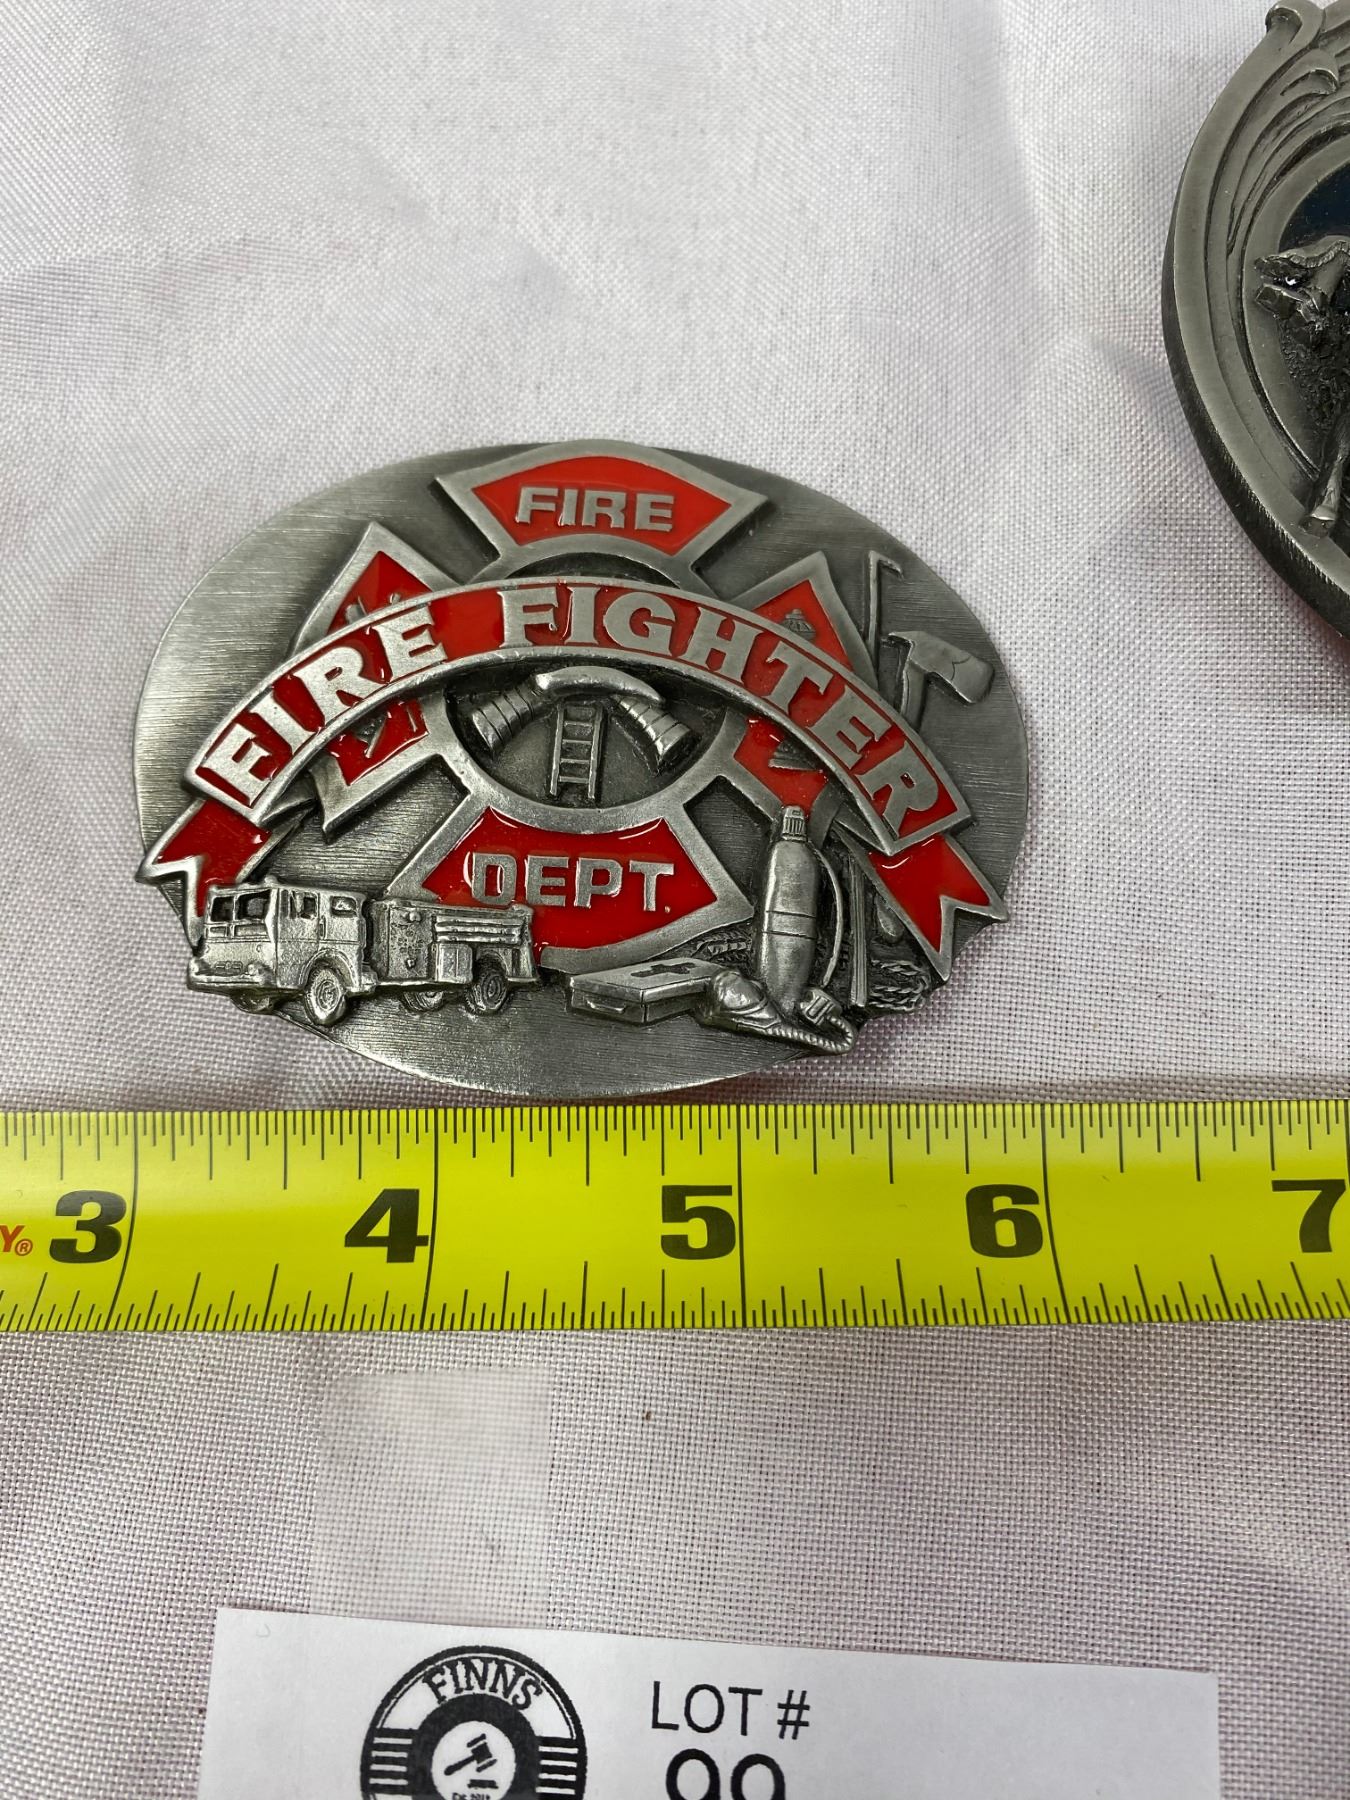 FIRE
FIRE FIGHTER
DEPT.
Y® 3 4 5 6 7
FINNS
LOT #